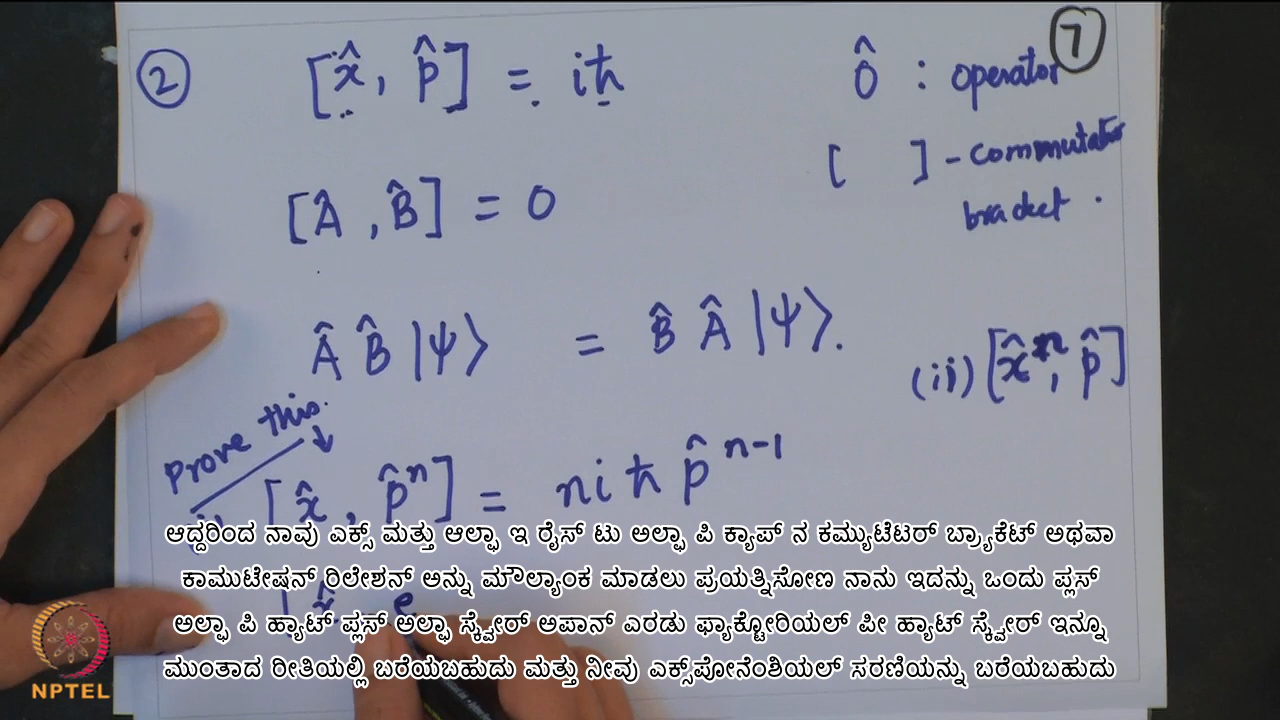 ② [x̂, p̂] = iħ
Ô : operator
⑦
[ ] - commutator
bracket.
[Â, B̂] = 0
Â B̂ |ψ⟩ = B̂ Â |ψ⟩.
(ii) [x̂ⁿ, p̂]
Prove this.
[x̂, p̂ⁿ] = niħ p̂ⁿ⁻¹
ಆದ್ದರಿಂದ ನಾವು ಎಕ್ಸ್ ಮತ್ತು ಆಲ್ಫಾ ಇ ರೈಸ್ ಟು ಅಲ್ಫಾ ಪಿ ಕ್ಯಾಪ್ ನ ಕಮ್ಯುಟೆಟರ್ ಬ್ರ್ಯಾಕೆಟ್ ಅಥವಾ
ಕಾಮುಟೇಷನ್ ರಿಲೇಶನ್ ಅನ್ನು ಮೌಲ್ಯಾಂಕ ಮಾಡಲು ಪ್ರಯತ್ನಿಸೋಣ ನಾನು ಇದನ್ನು ಒಂದು ಪ್ಲಸ್
ಅಲ್ಫಾ ಪಿ ಹ್ಯಾಟ್ ಪ್ಲಸ್ ಅಲ್ಫಾ ಸ್ಕ್ವೇರ್ ಅಪಾನ್ ಎರಡು ಫ್ಯಾಕ್ಟೋರಿಯಲ್ ಪೀ ಹ್ಯಾಟ್ ಸ್ಕ್ವೇರ್ ಇನ್ನೂ
ಮುಂತಾದ ರೀತಿಯಲ್ಲಿ ಬರೆಯಬಹುದು ಮತ್ತು ನೀವು ಎಕ್ಸ್‌ಪೋನೆಂಶಿಯಲ್ ಸರಣಿಯನ್ನು ಬರೆಯಬಹುದು
NPTEL